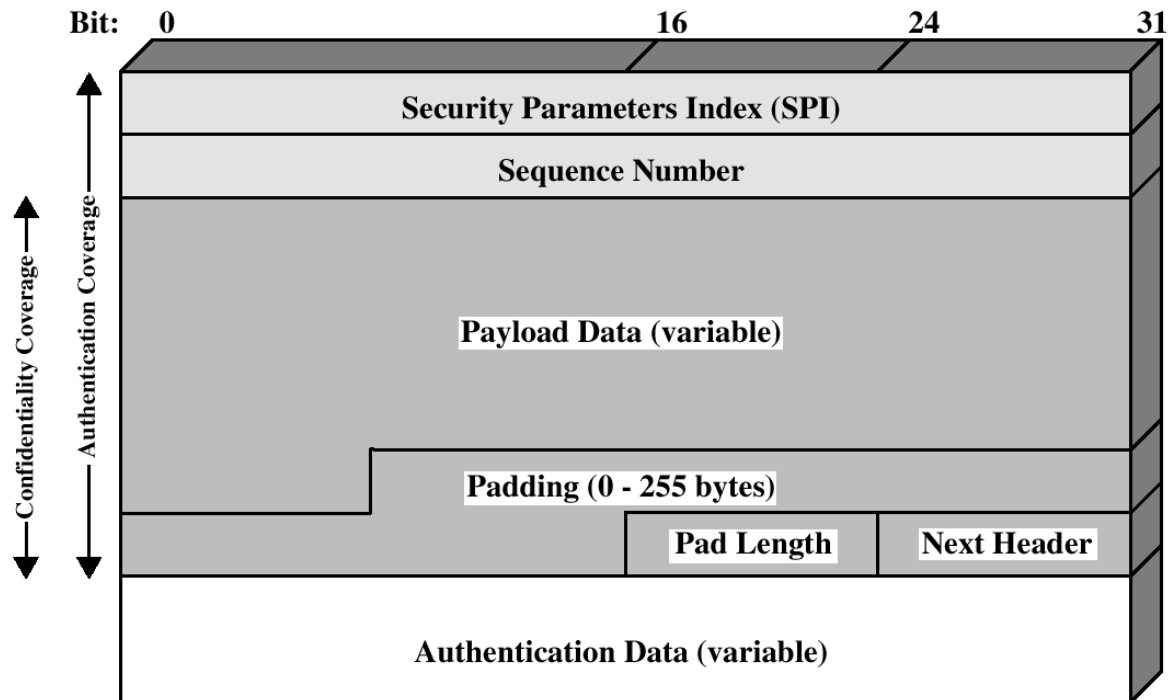 Bit: 0 16 24 31
Security Parameters Index (SPI)
Sequence Number
Confidentiality Coverage
Authentication Coverage
Payload Data (variable)
Padding (0 - 255 bytes)
Pad Length
Next Header
Authentication Data (variable)